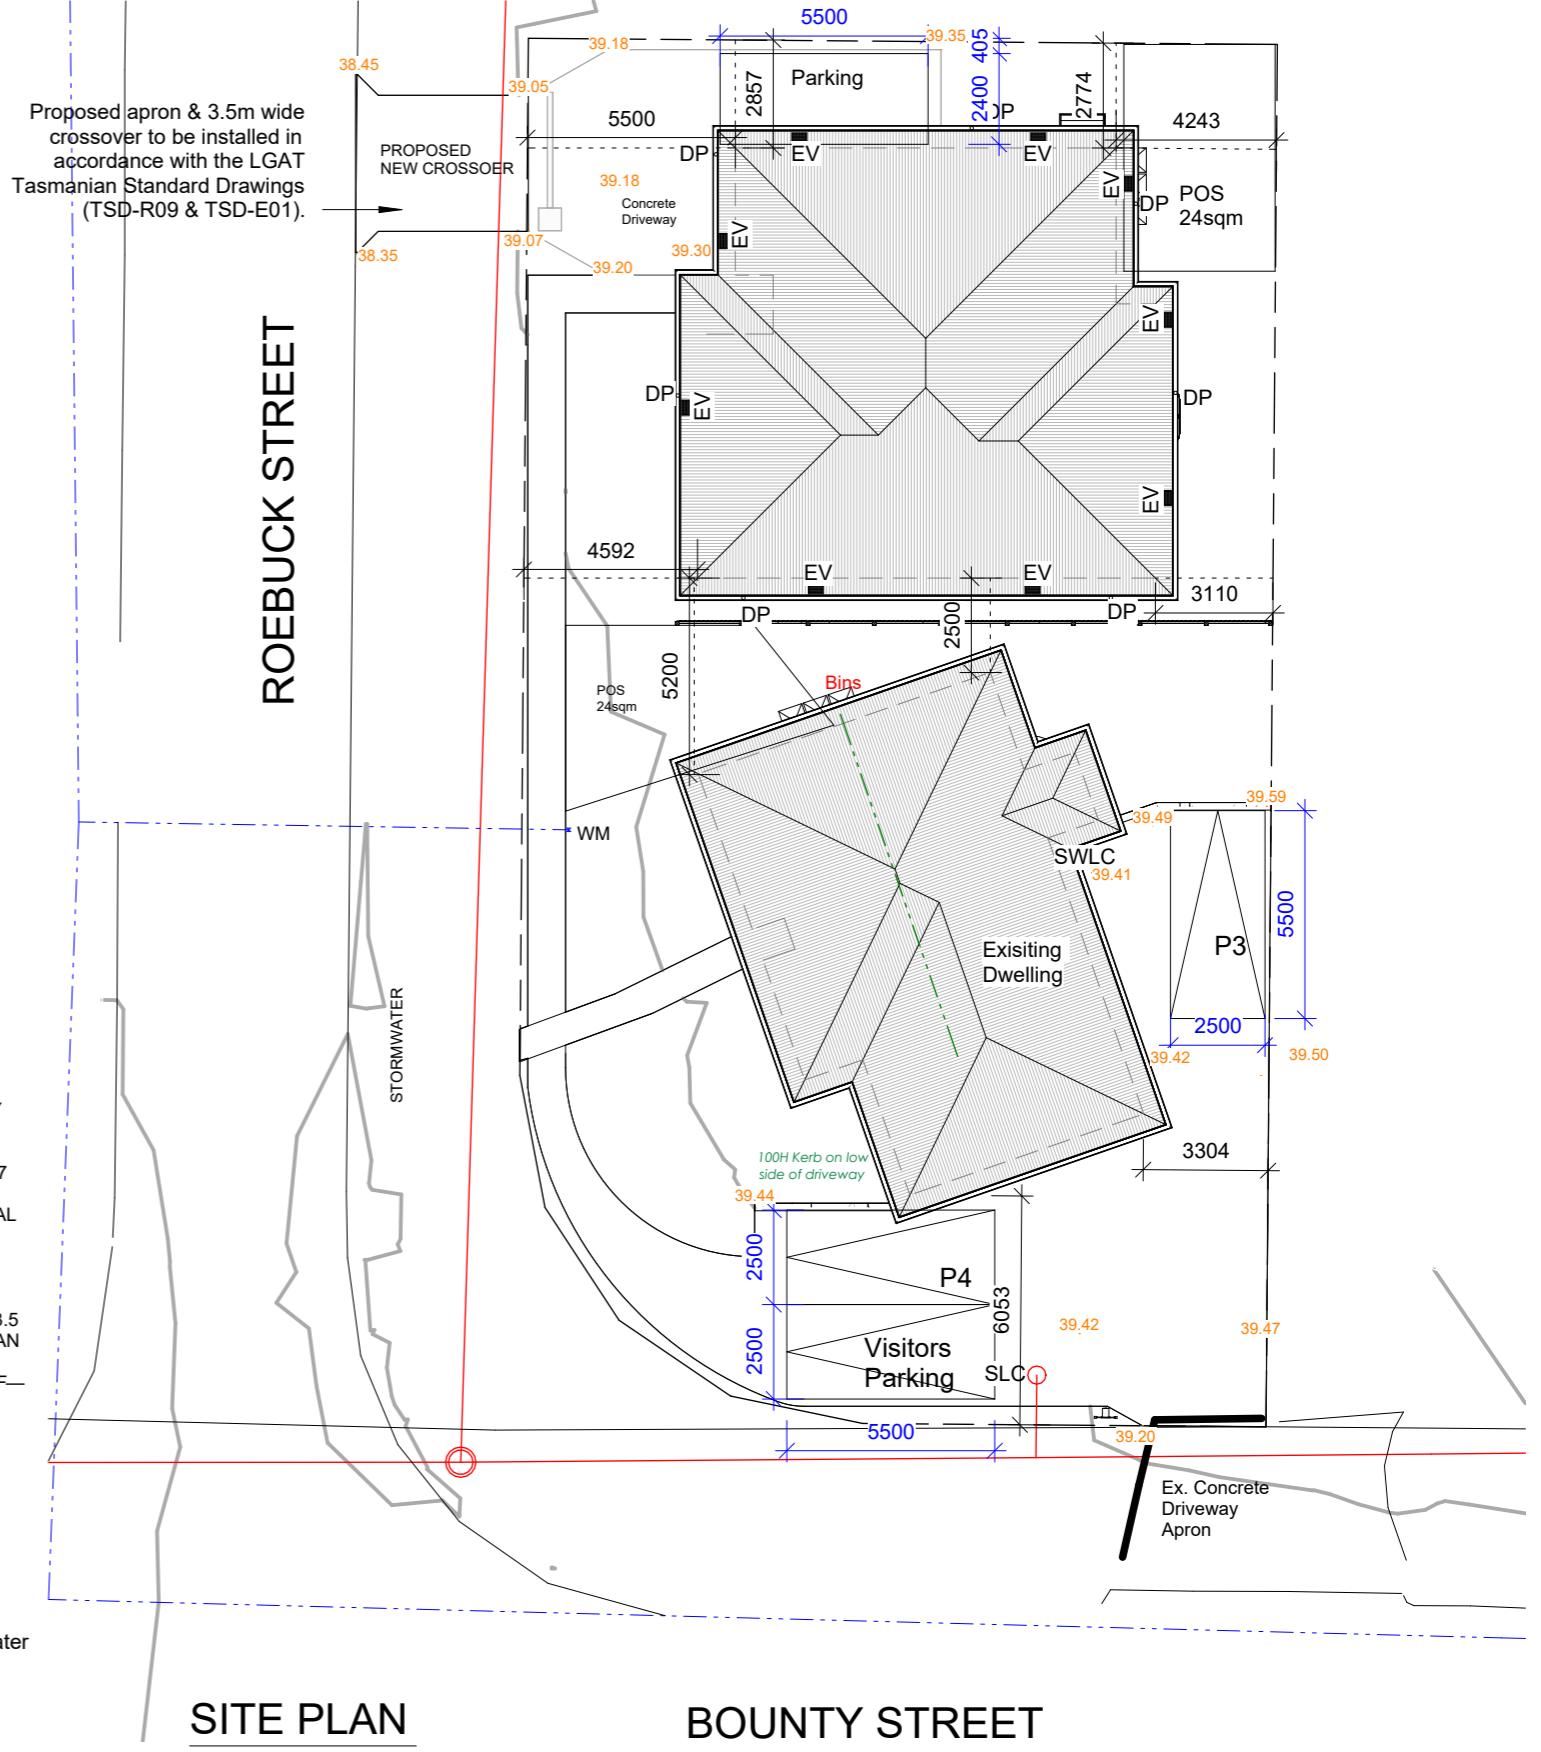 5500
39.18
39.35
405
38.45
39.05
Parking
2857
2400
2774
DP
Proposed apron & 3.5m wide
crossover to be installed in
accordance with the LGAT
Tasmanian Standard Drawings
(TSD-R09 & TSD-E01).
5500
4243
PROPOSED
NEW CROSSOER
DP
EV
EV
39.18
EV
POS
24sqm
DP
Concrete
Driveway
39.07
EV
39.30
38.35
39.20
ROEBUCK STREET
EV
DP
EV
DP
EV
4592
EV
EV
3110
DP
DP
2500
5200
Bins
POS
24sqm
39.59
39.49
WM
SWLC
39.41
5500
P3
Exisiting
Dwelling
STORMWATER
2500
39.42
39.50
100H Kerb on low
side of driveway
3304
39.44
7
AL
2500
P4
6053
39.42
39.47
3.5
AN
2500
Visitors
Parking
SLC
F—
5500
39.20
Ex. Concrete
Driveway
Apron
ater
SITE PLAN
BOUNTY STREET